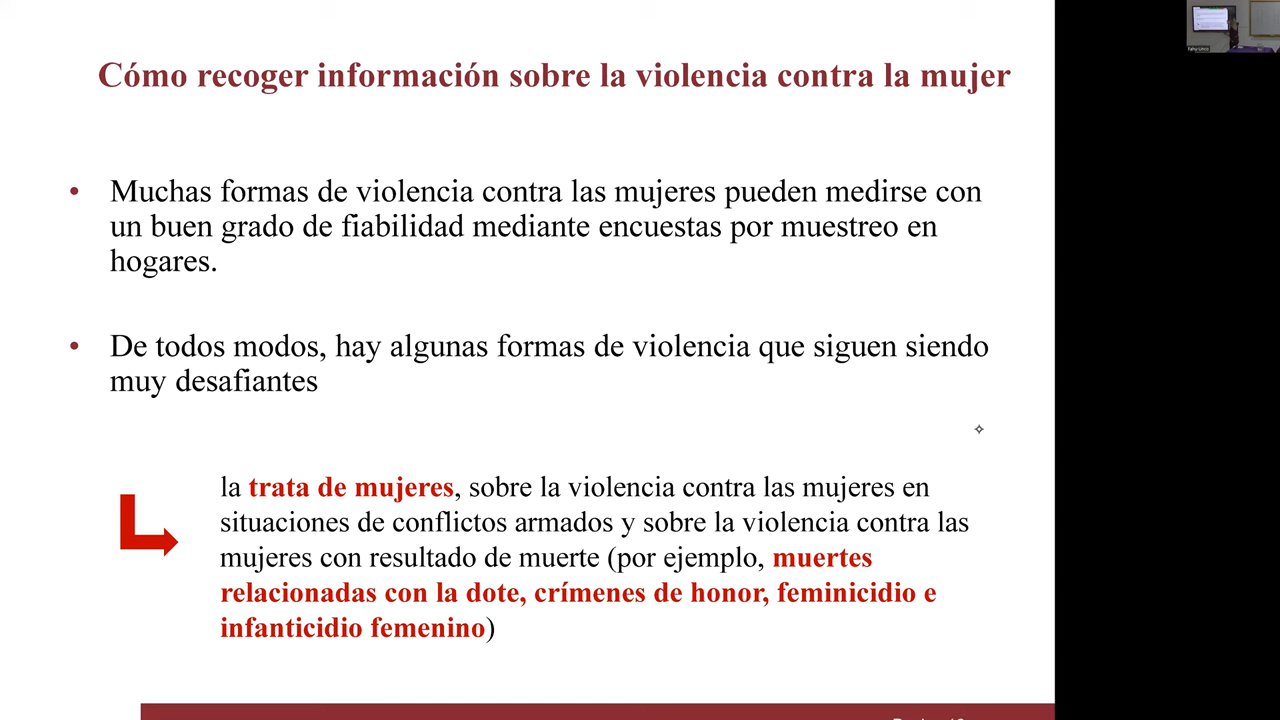 Cómo recoger información sobre la violencia contra la mujer
• Muchas formas de violencia contra las mujeres pueden medirse con
un buen grado de fiabilidad mediante encuestas por muestreo en
hogares.
• De todos modos, hay algunas formas de violencia que siguen siendo
muy desafiantes
la trata de mujeres, sobre la violencia contra las mujeres en
situaciones de conflictos armados y sobre la violencia contra las
mujeres con resultado de muerte (por ejemplo, muertes
relacionadas con la dote, crímenes de honor, feminicidio e
infanticidio femenino)